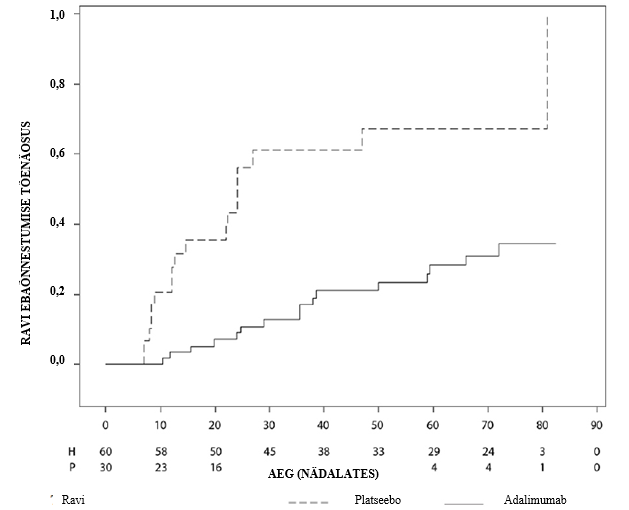 RAVI EBAÕNNESTUMISE TÕENÄOSUS
1,0
0,8
0,6
0,4
0,2
0,0
0 10 20 30 40 50 60 70 80 90
H 60 58 50 45 38 33 29 24 3 0
P 30 23 16 4 4 1 0
AEG (NÄDALATES)
Ravi Platseebo Adalimumab